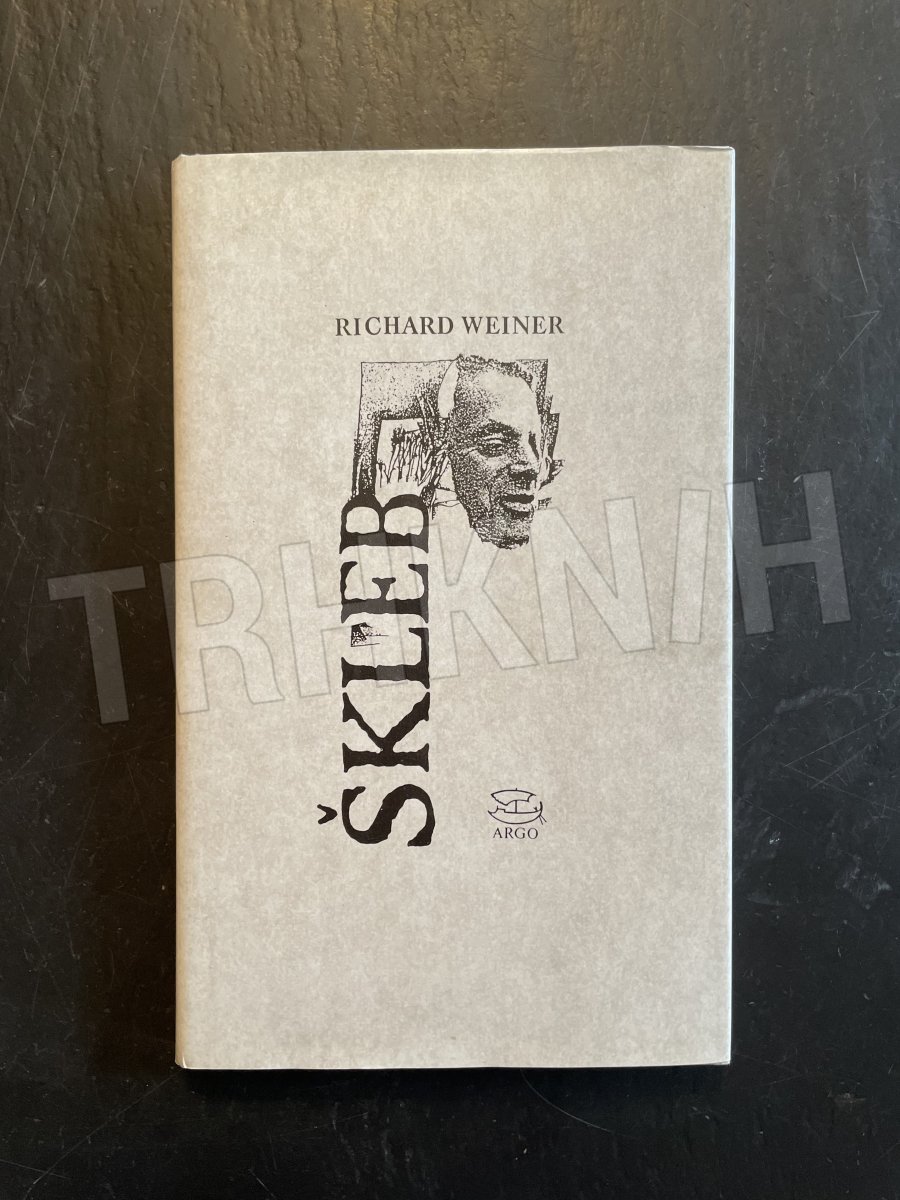 RICHARD WEINER
ŠKLEB
ARGO
TRHKNIH